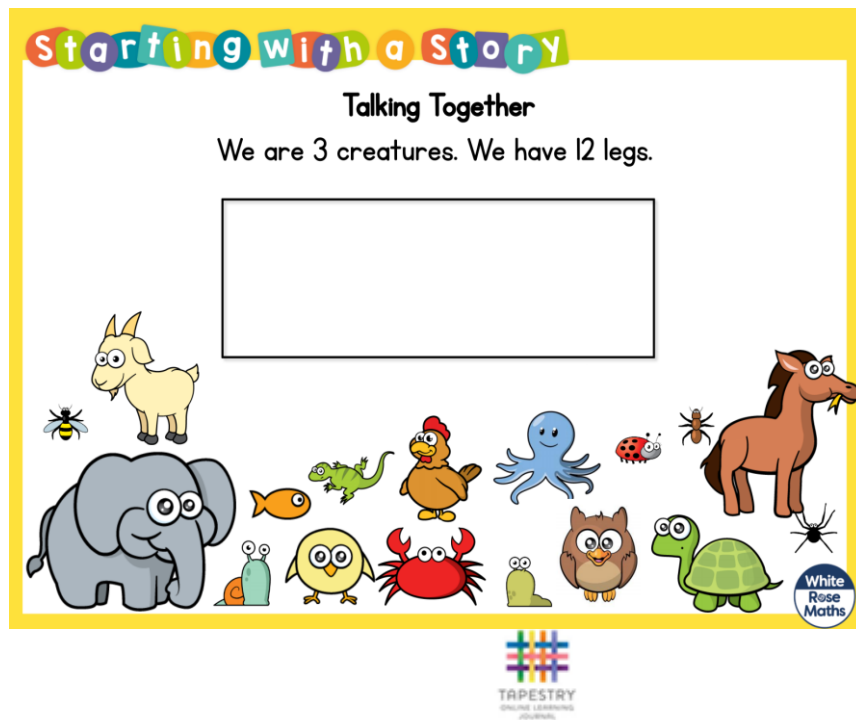 Starting with a Story
Talking Together
We are 3 creatures. We have 12 legs.
White
Rose
Maths
TAPESTRY
ONLINE LEARNING
JOURNAL